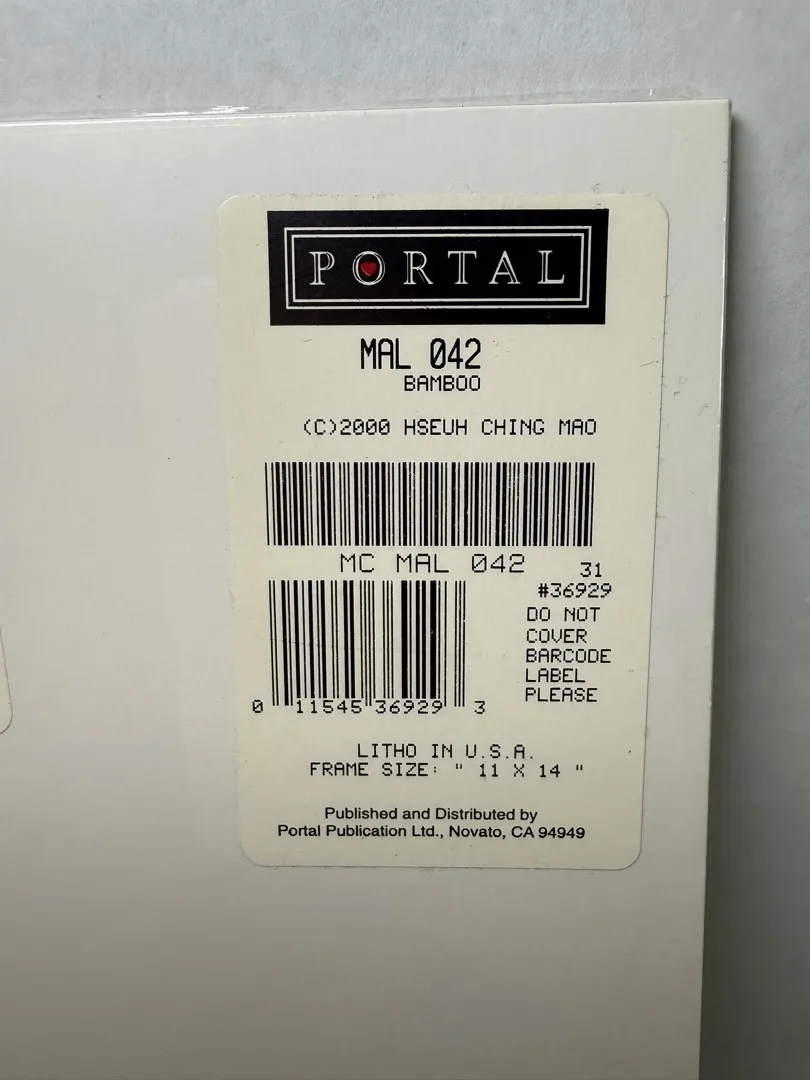 PORTAL
MAL 042
BAMBOO
(C)2000 HSEUH CHING MAO
MC MAL 042
31
#36929
DO NOT
COVER
BARCODE
LABEL
PLEASE
0 11545 36929 3
LITHO IN U.S.A.
FRAME SIZE: " 11 X 14 "
Published and Distributed by
Portal Publication Ltd., Novato, CA 94949